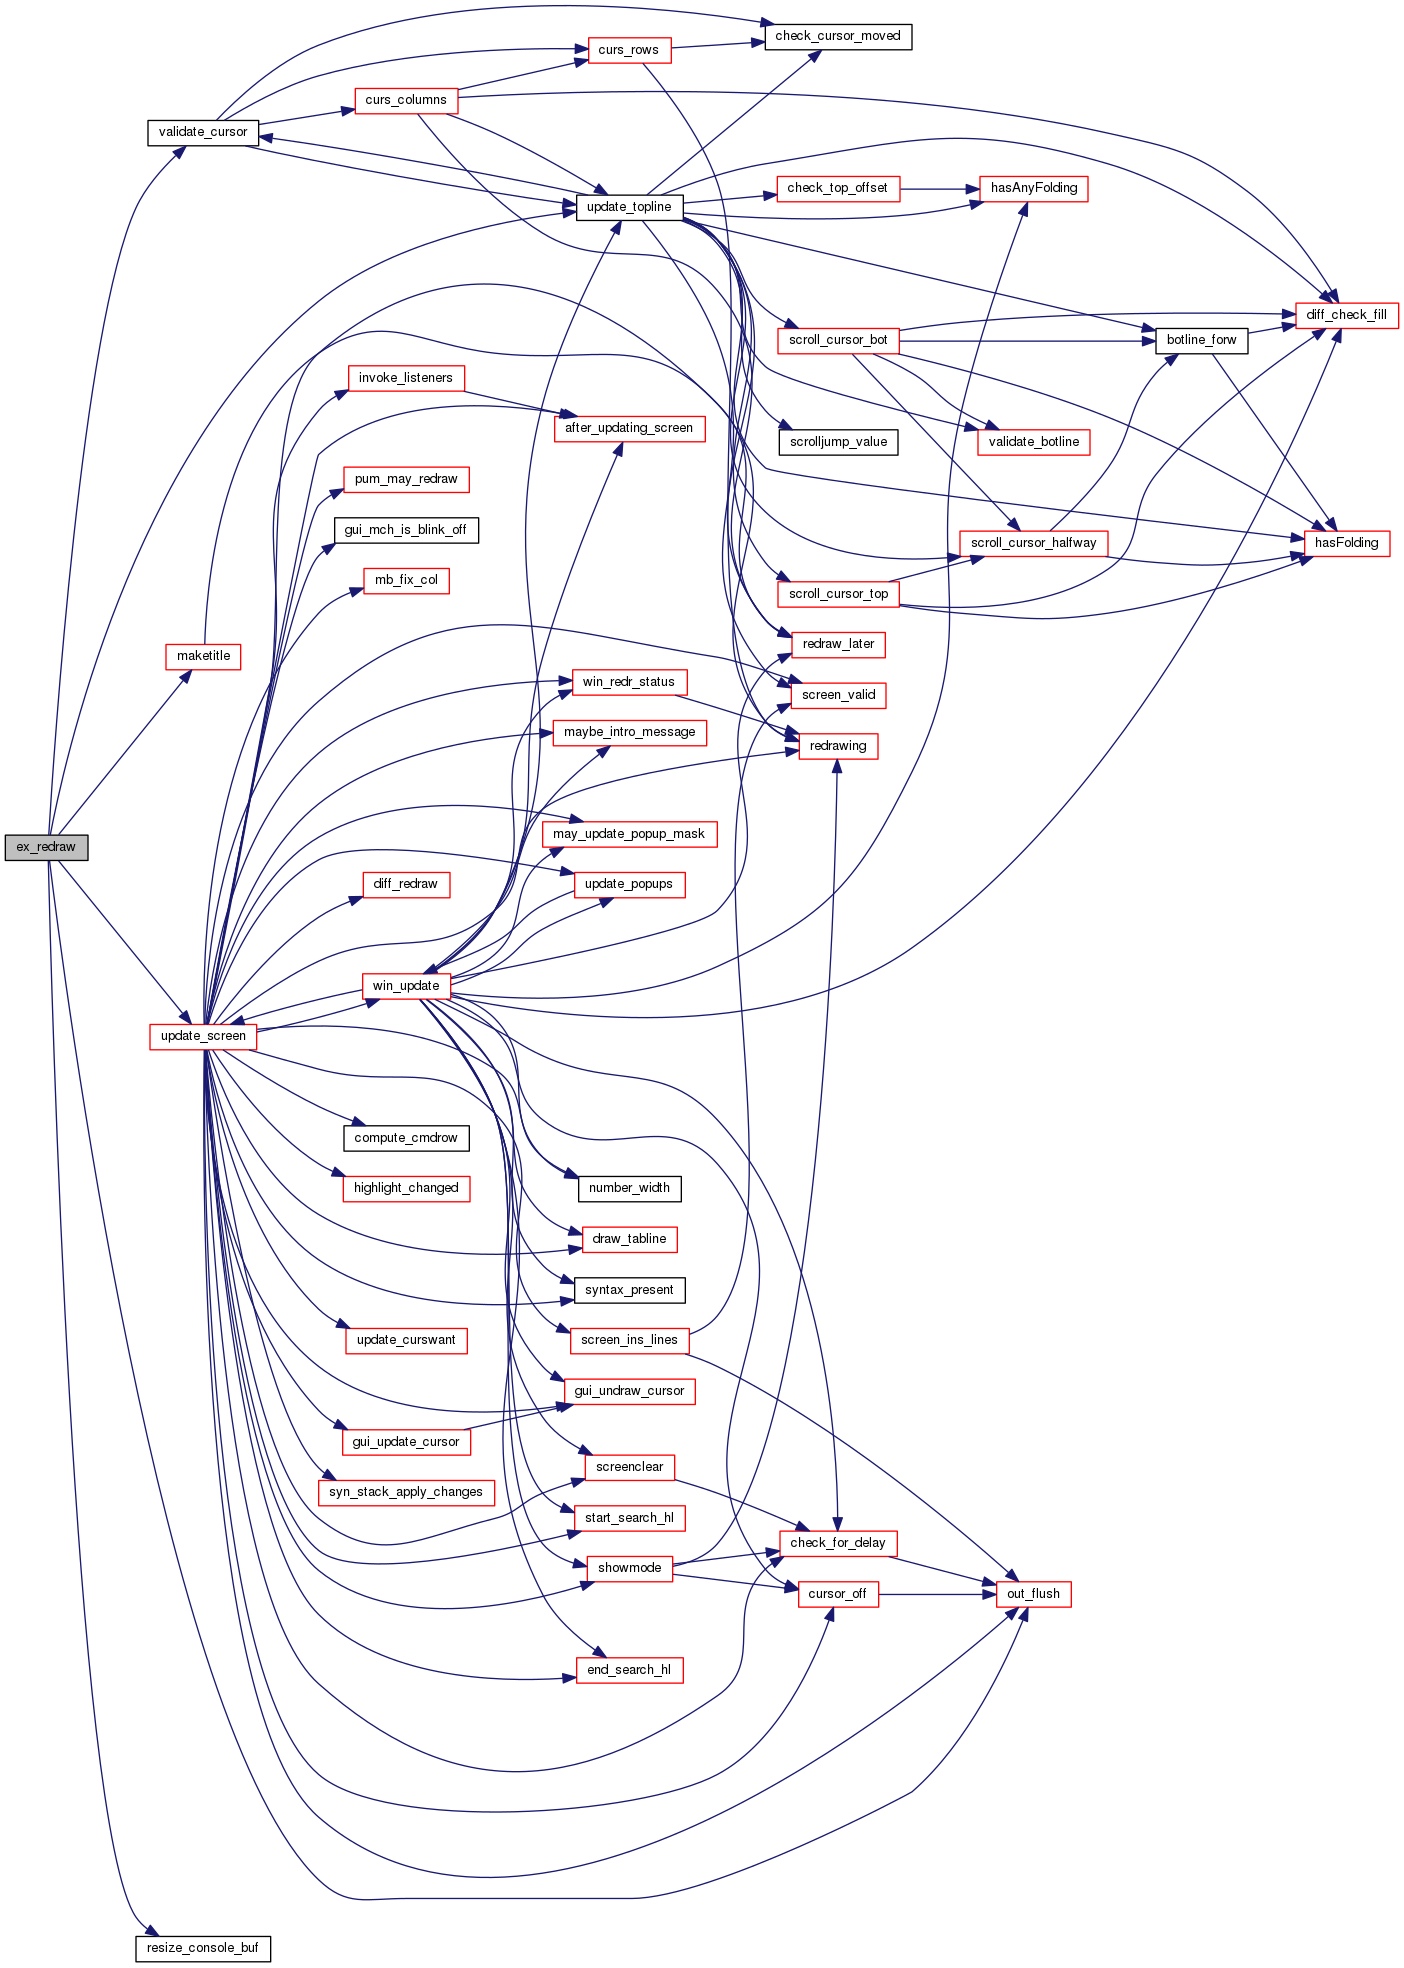 check_cursor_moved
curs_rows
curs_columns
validate_cursor
check_top_offset
hasAnyFolding
update_topline
diff_check_fill
scroll_cursor_bot
botline_forw
invoke_listeners
after_updating_screen
scrolljump_value
validate_botline
pum_may_redraw
gui_mch_is_blink_off
scroll_cursor_halfway
hasFolding
mb_fix_col
scroll_cursor_top
maketitle
redraw_later
win_redr_status
screen_valid
maybe_intro_message
redrawing
may_update_popup_mask
ex_redraw
diff_redraw
update_popups
win_update
update_screen
compute_cmdrow
highlight_changed
number_width
draw_tabline
syntax_present
update_curswant
screen_ins_lines
gui_undraw_cursor
gui_update_cursor
screenclear
syn_stack_apply_changes
start_search_hl
check_for_delay
showmode
cursor_off
out_flush
end_search_hl
resize_console_buf